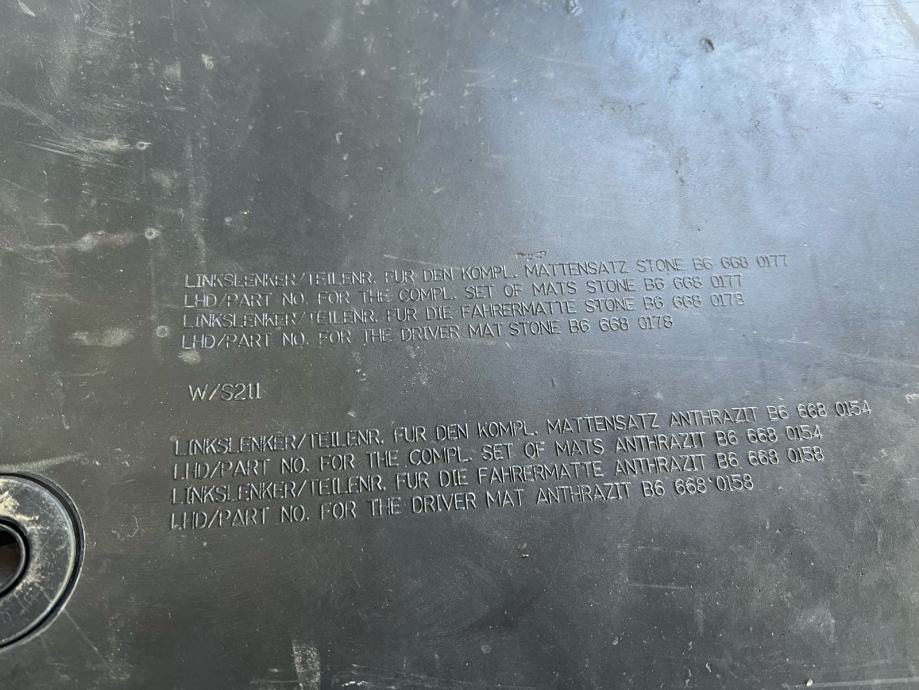 LINKSLENKER/TEILENR. FUR DEN KOMPL. MATTENSATZ STONE B6 668 0177
LHD/PART NO. FOR THE COMPL. SET OF MATS STONE B6 668 0177
LINKSLENKER/TEILENR. FUR DIE FAHRERMATTE STONE B6 668 0178
LHD/PART NO. FOR THE DRIVER MAT STONE B6 668 0178
W/S211
LINKSLENKER/TEILENR. FUR DEN KOMPL. MATTENSATZ ANTHRAZIT B6 668 0154
LHD/PART NO. FOR THE COMPL. SET OF MATS ANTHRAZIT B6 668 0154
LINKSLENKER/TEILENR. FUR DIE FAHRERMATTE ANTHRAZIT B6 668 0158
LHD/PART NO. FOR THE DRIVER MAT ANTHRAZIT B6 668 0158